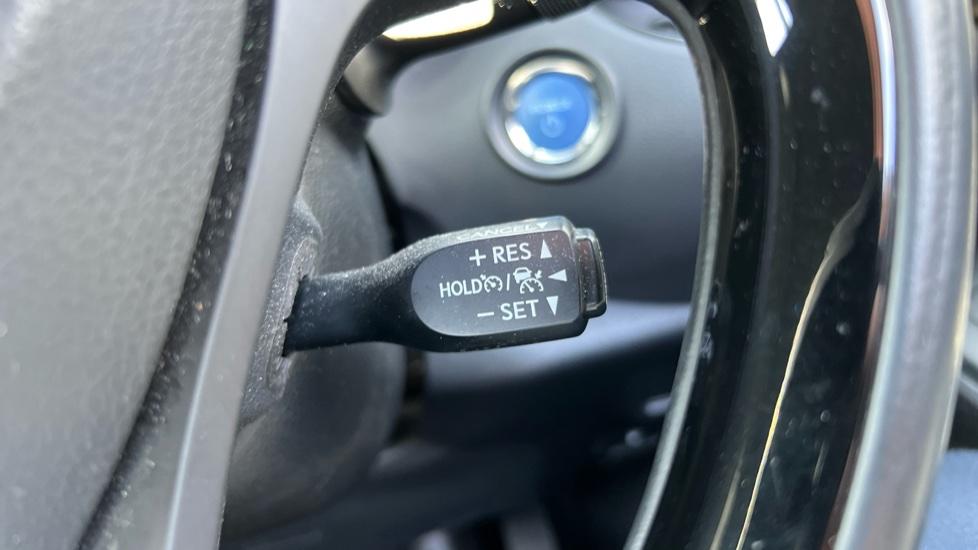 CANCEL▼
+ RES ▲
HOLD / ◀
− SET ▼